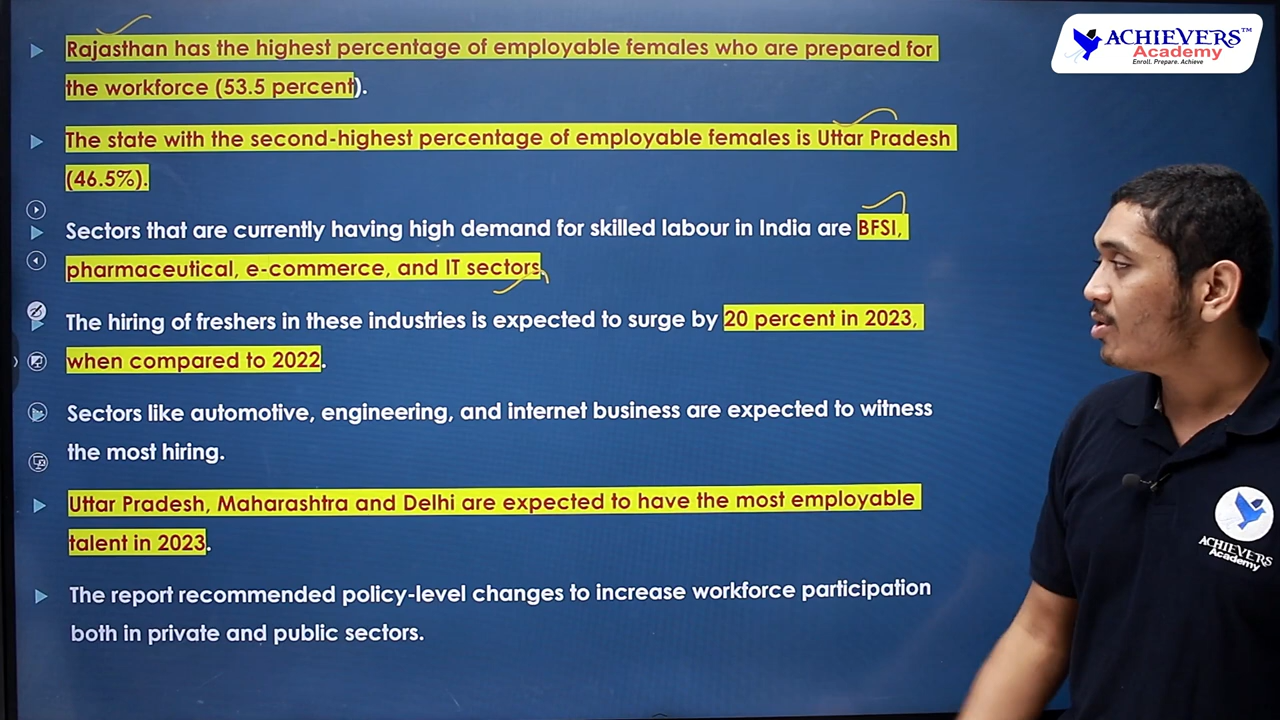 Rajasthan has the highest percentage of employable females who are prepared for
the workforce (53.5 percent).
The state with the second-highest percentage of employable females is Uttar Pradesh
(46.5%).
Sectors that are currently having high demand for skilled labour in India are BFSI,
pharmaceutical, e-commerce, and IT sectors.
The hiring of freshers in these industries is expected to surge by 20 percent in 2023,
when compared to 2022.
Sectors like automotive, engineering, and internet business are expected to witness
the most hiring.
Uttar Pradesh, Maharashtra and Delhi are expected to have the most employable
talent in 2023.
The report recommended policy-level changes to increase workforce participation
both in private and public sectors.
ACHIEVERS™
Academy
Enroll. Prepare. Achieve
ACHIEVERS
Academy